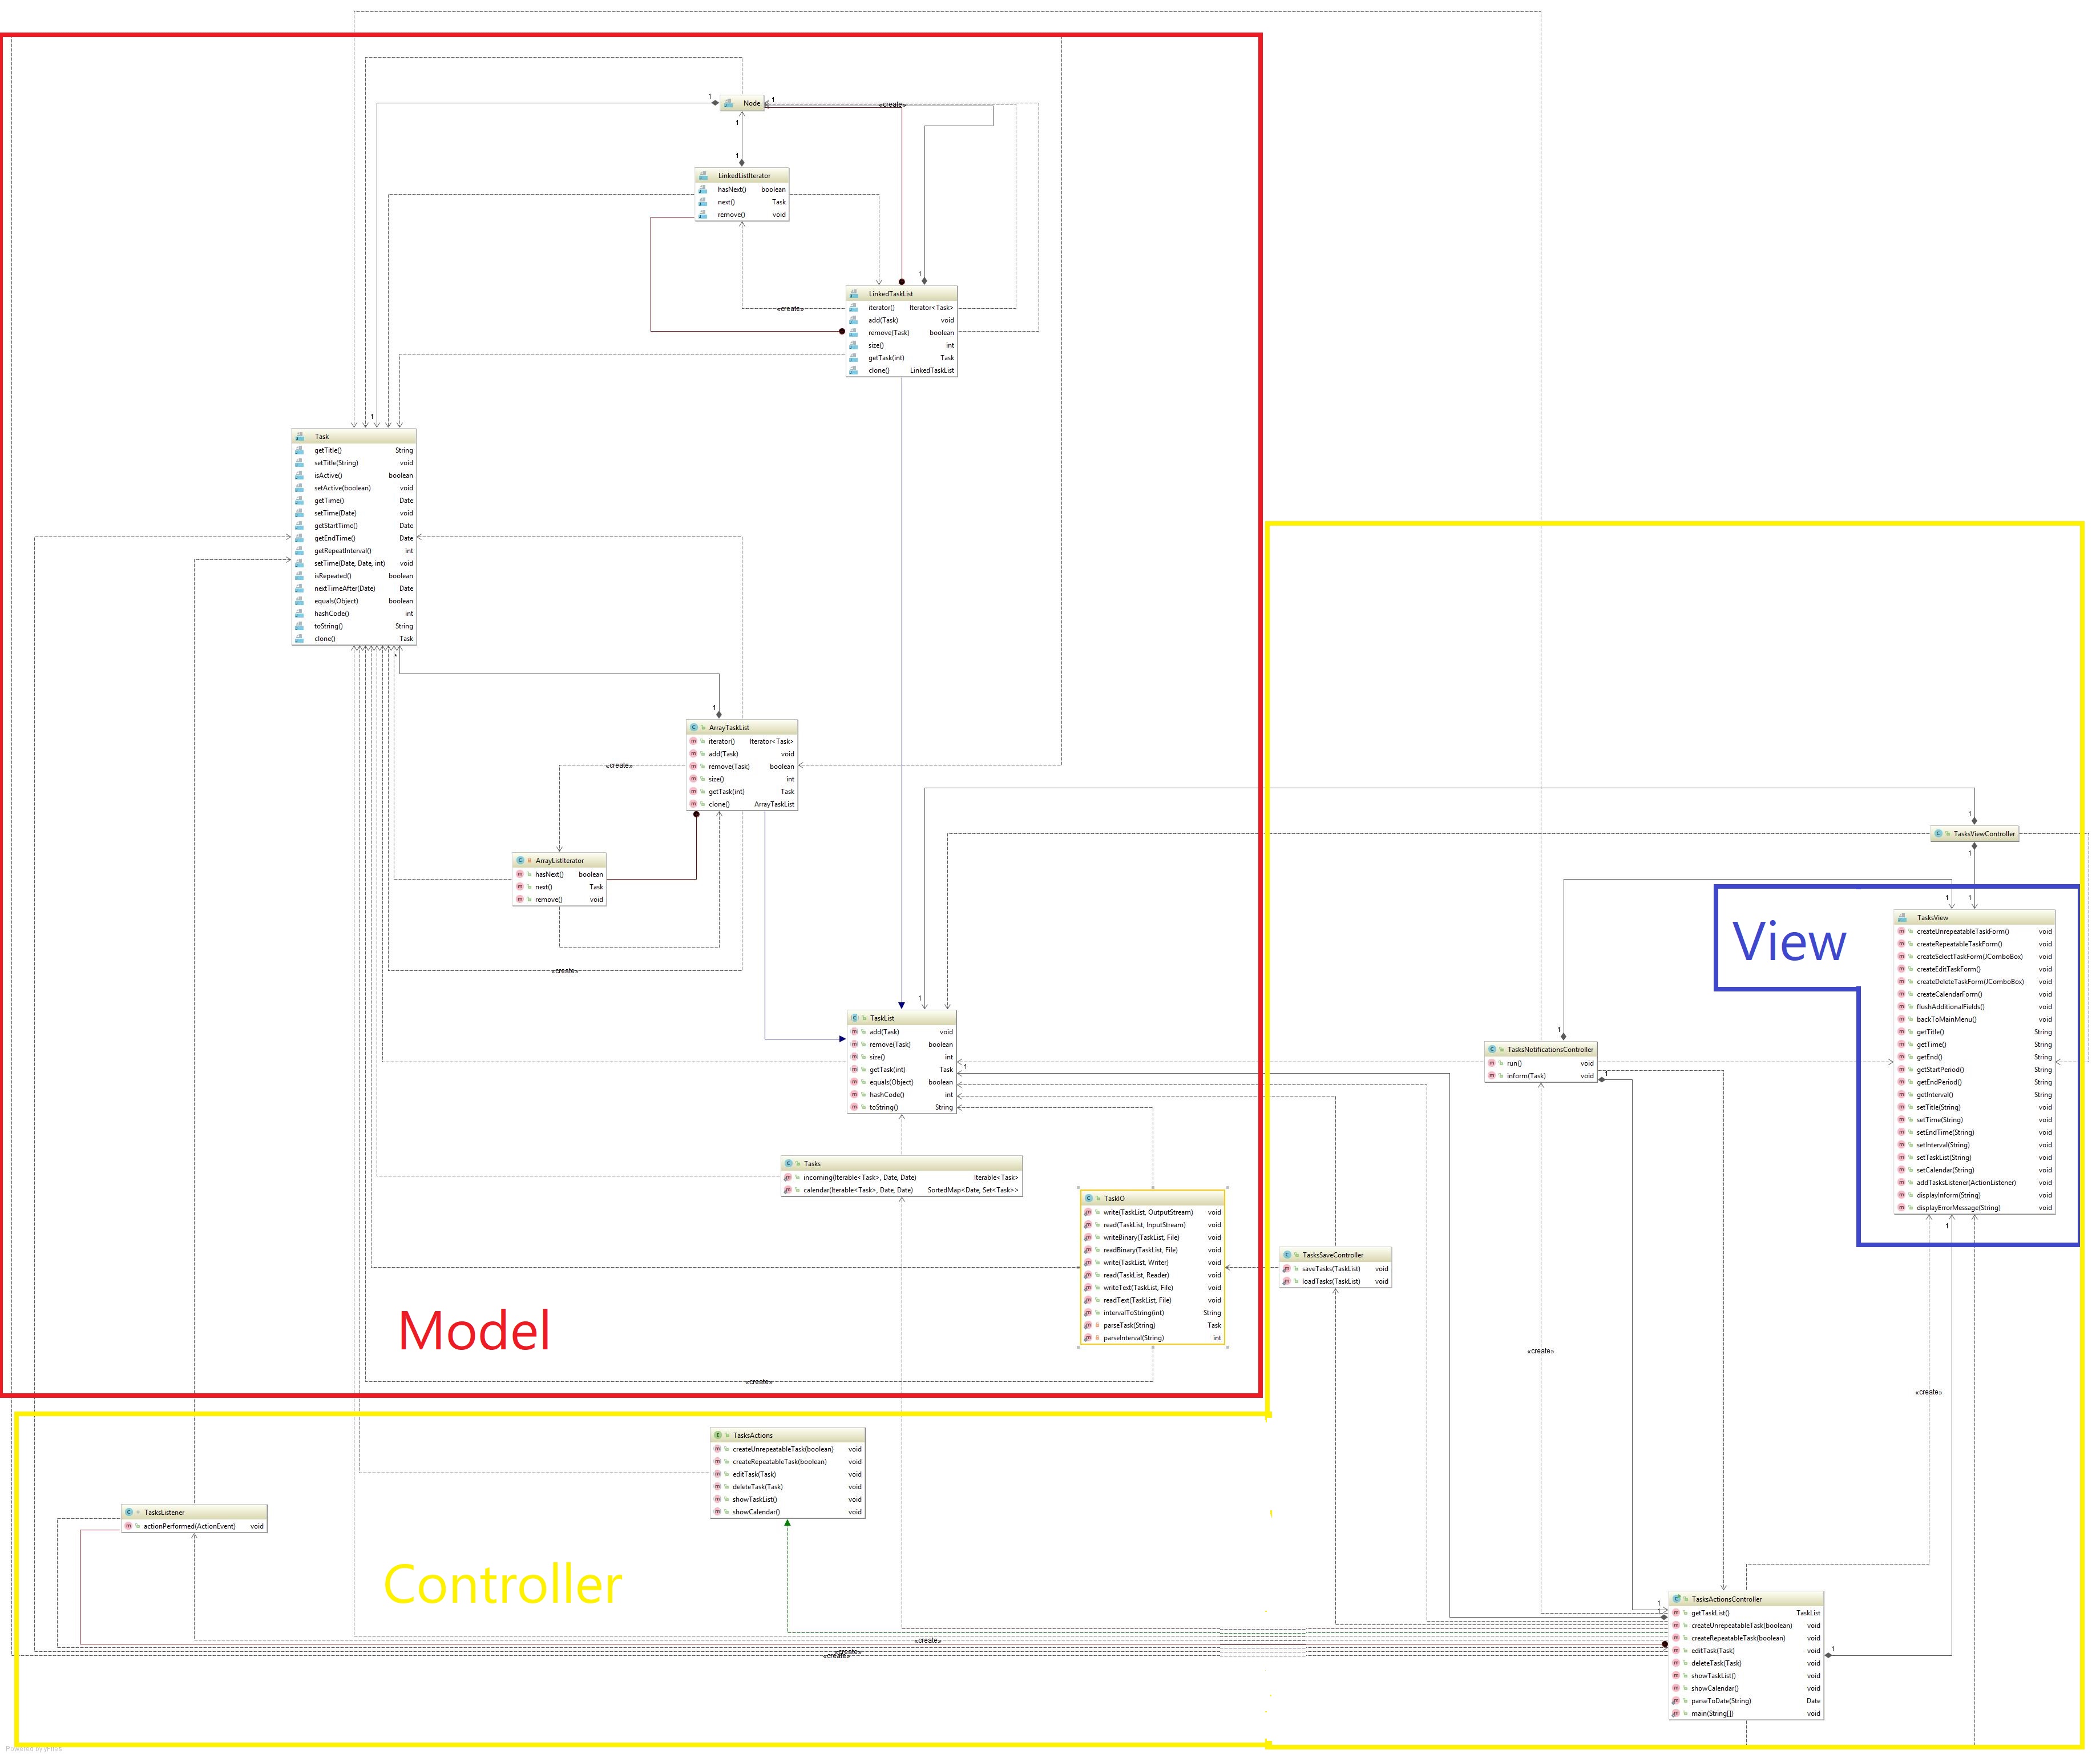 1
Node
1
«create»
1
1
LinkedListIterator
hasNext() boolean
next() Task
remove() void
1
LinkedTaskList
iterator() Iterator<Task>
add(Task) void
remove(Task) boolean
size() int
getTask(int) Task
clone() LinkedTaskList
«create»
1
Task
getTitle() String
setTitle(String) void
isActive() boolean
setActive(boolean) void
getTime() Date
setTime(Date) void
getStartTime() Date
getEndTime() Date
getRepeatInterval() int
setTime(Date, Date, int) void
isRepeated() boolean
nextTimeAfter(Date) Date
equals(Object) boolean
hashCode() int
toString() String
clone() Task
*
1
ArrayTaskList
iterator() Iterator<Task>
add(Task) void
remove(Task) boolean
size() int
getTask(int) Task
clone() ArrayTaskList
«create»
ArrayListIterator
hasNext() boolean
next() Task
remove() void
«create»
1
TaskList
add(Task) void
remove(Task) boolean
size() int
getTask(int) Task
equals(Object) boolean
hashCode() int
toString() String
1
Tasks
incoming(Iterable<Task>, Date, Date) Iterable<Task>
calendar(Iterable<Task>, Date, Date) SortedMap<Date, Set<Task>>
TaskIO
write(TaskList, OutputStream) void
read(TaskList, InputStream) void
writeBinary(TaskList, File) void
readBinary(TaskList, File) void
write(TaskList, Writer) void
read(TaskList, Reader) void
writeText(TaskList, File) void
readText(TaskList, File) void
intervalToString(int) String
parseTask(String) Task
parseInterval(String) int
Model
«create»
1
TasksViewController
1
1
1
View
TasksView
createUnrepeatableTaskForm() void
createRepeatableTaskForm() void
createSelectTaskForm(JComboBox) void
createEditTaskForm() void
createDeleteTaskForm(JComboBox) void
createCalendarForm() void
flushAdditionalFields() void
backToMainMenu() void
getTitle() String
getTime() String
getEnd() String
getStartPeriod() String
getEndPeriod() String
getInterval() String
setTitle(String) void
setTime(String) void
setEndTime(String) void
setInterval(String) void
setTaskList(String) void
setCalendar(String) void
addTasksListener(ActionListener) void
displayInform(String) void
displayErrorMessage(String) void
1
1
TasksNotificationsController
run() void
inform(Task) void
1
TasksSaveController
saveTasks(TaskList) void
loadTasks(TaskList) void
«create»
«create»
TasksActions
createUnrepeatableTask(boolean) void
createRepeatableTask(boolean) void
editTask(Task) void
deleteTask(Task) void
showTaskList() void
showCalendar() void
TasksListener
actionPerformed(ActionEvent) void
Controller
«create»
«create»
«create»
1
1
TasksActionsController
getTaskList() TaskList
createUnrepeatableTask(boolean) void
createRepeatableTask(boolean) void
editTask(Task) void
deleteTask(Task) void
showTaskList() void
showCalendar() void
parseToDate(String) Date
main(String[]) void
1
Powered by yFiles